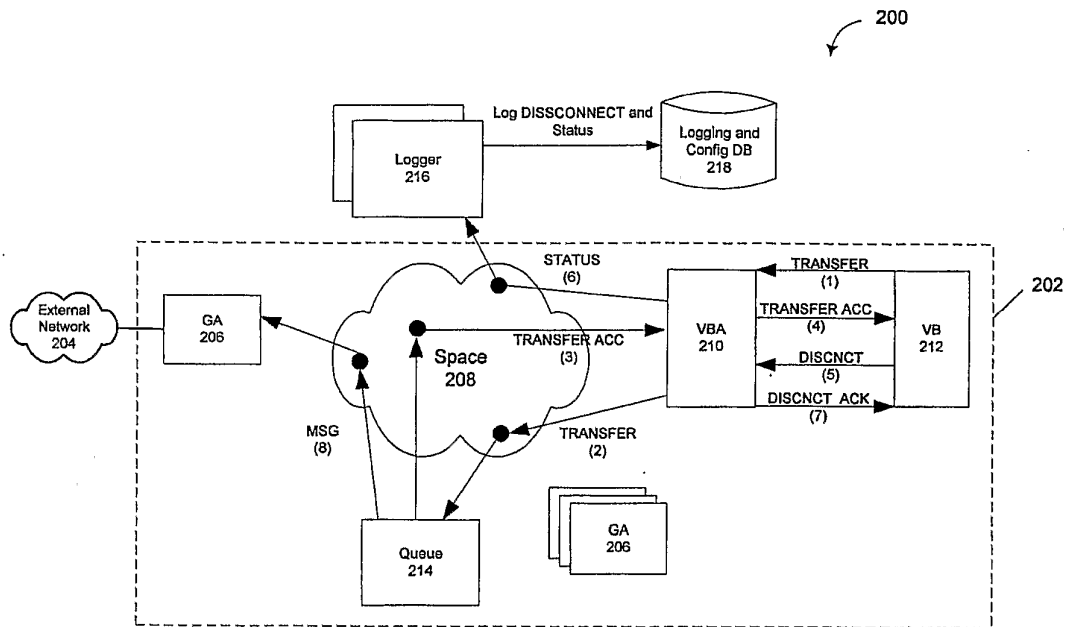 200
Log DISSCONNECT and
Status
Logging and
Config DB
218
Logger
216
STATUS
(6)
TRANSFER
(1)
202
External
Network
204
GA
206
TRANSFER ACC
(3)
Space
208
VBA
210
TRANSFER ACC
(4)
VB
212
DISCNCT
(5)
DISCNCT ACK
(7)
MSG
(8)
TRANSFER
(2)
Queue
214
GA
206